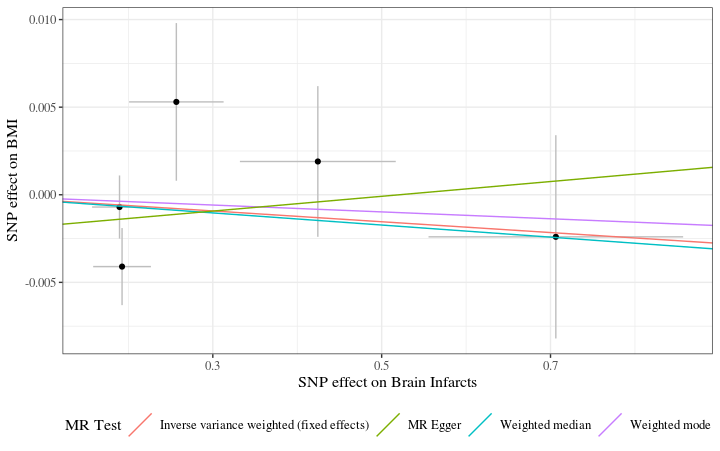 0.010
0.005
0.000
-0.005
SNP effect on BMI
0.3 0.5 0.7
SNP effect on Brain Infarcts
MR Test Inverse variance weighted (fixed effects) MR Egger Weighted median Weighted mode